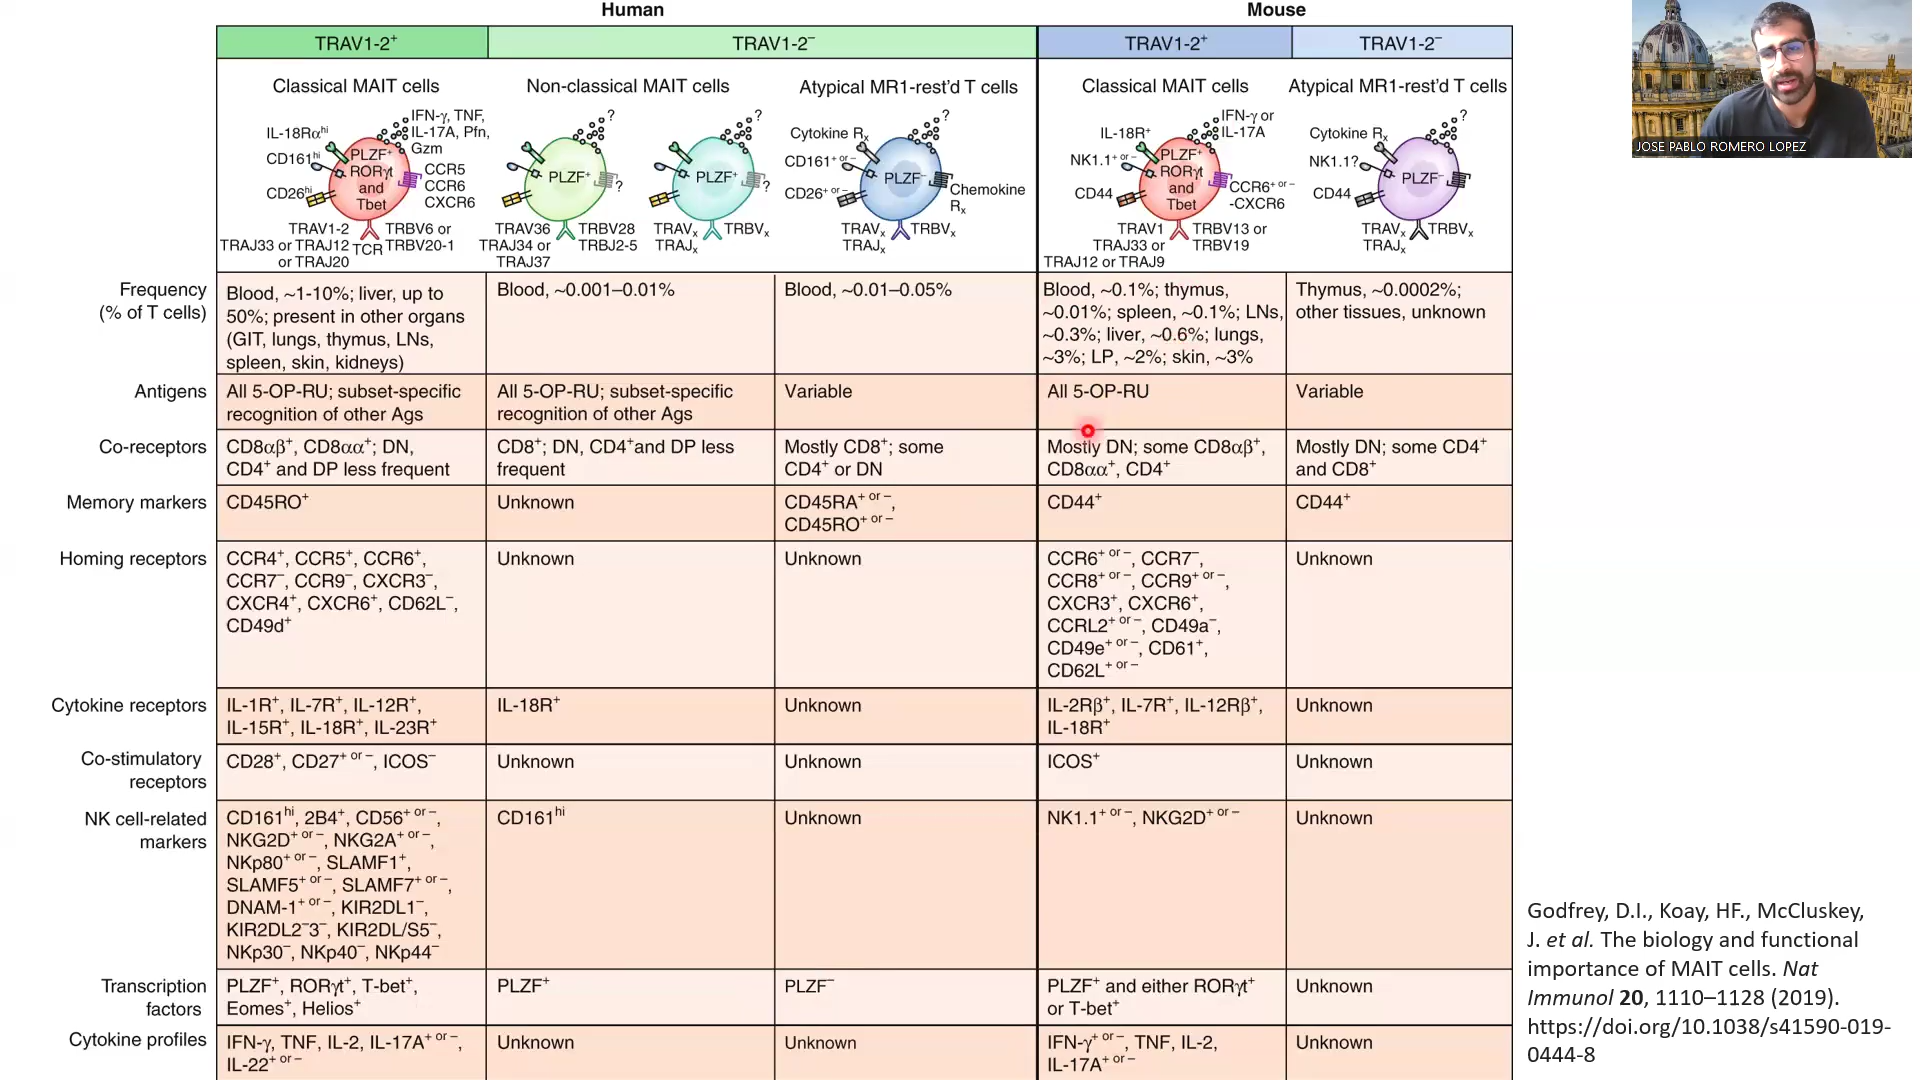 Human
Mouse
TRAV1-2⁺
TRAV1-2⁻
TRAV1-2⁺
TRAV1-2⁻
Classical MAIT cells
Non-classical MAIT cells
Atypical MR1-rest'd T cells
Classical MAIT cells
Atypical MR1-rest'd T cells
IL-18Rαʰⁱ
CD161ʰⁱ
CD26ʰⁱ
IFN-γ, TNF,
IL-17A, Pfn,
Gzm
PLZF⁺
RORγt
and
Tbet
CCR5
CCR6
CXCR6
TRAV1-2
TRAJ33 or TRAJ12
or TRAJ20
TCR
TRBV6 or
TRBV20-1
?
PLZF⁺
?
TRAV36
TRAJ34 or
TRAJ37
TRBV28
TRBJ2-5
?
PLZF⁺
?
TRAVₓ
TRAJₓ
TRBVₓ
?
Cytokine Rₓ
CD161⁺ ᵒʳ ⁻
CD26⁺ ᵒʳ ⁻
PLZF⁻
Chemokine
Rₓ
TRAVₓ
TRAJₓ
TRBVₓ
IL-18R⁺
NK1.1⁺ ᵒʳ ⁻
CD44
IFN-γ or
IL-17A
PLZF⁺
RORγt
and
Tbet
CCR6⁺ ᵒʳ ⁻
-CXCR6
TRAV1
TRAJ33 or
TRAJ12 or TRAJ9
TRBV13 or
TRBV19
?
Cytokine Rₓ
NK1.1?
CD44
PLZF⁻
TRAVₓ
TRAJₓ
TRBVₓ
Frequency
(% of T cells)
Blood, ~1-10%; liver, up to
50%; present in other organs
(GIT, lungs, thymus, LNs,
spleen, skin, kidneys)
Blood, ~0.001–0.01%
Blood, ~0.01–0.05%
Blood, ~0.1%; thymus,
~0.01%; spleen, ~0.1%; LNs,
~0.3%; liver, ~0.6%; lungs,
~3%; LP, ~2%; skin, ~3%
Thymus, ~0.0002%;
other tissues, unknown
Antigens
All 5-OP-RU; subset-specific
recognition of other Ags
All 5-OP-RU; subset-specific
recognition of other Ags
Variable
All 5-OP-RU
Variable
Co-receptors
CD8αβ⁺, CD8αα⁺; DN,
CD4⁺ and DP less frequent
CD8⁺; DN, CD4⁺and DP less
frequent
Mostly CD8⁺; some
CD4⁺ or DN
Mostly DN; some CD8αβ⁺,
CD8αα⁺, CD4⁺
Mostly DN; some CD4⁺
and CD8⁺
Memory markers
CD45RO⁺
Unknown
CD45RA⁺ ᵒʳ ⁻,
CD45RO⁺ ᵒʳ ⁻
CD44⁺
CD44⁺
Homing receptors
CCR4⁺, CCR5⁺, CCR6⁺,
CCR7⁻, CCR9⁻, CXCR3⁻,
CXCR4⁺, CXCR6⁺, CD62L⁻,
CD49d⁺
Unknown
Unknown
CCR6⁺ ᵒʳ ⁻, CCR7⁻,
CCR8⁺ ᵒʳ ⁻, CCR9⁺ ᵒʳ ⁻,
CXCR3⁺, CXCR6⁺,
CCRL2⁺ ᵒʳ ⁻, CD49a⁻,
CD49e⁺ ᵒʳ ⁻, CD61⁺,
CD62L⁺ ᵒʳ ⁻
Unknown
Cytokine receptors
IL-1R⁺, IL-7R⁺, IL-12R⁺,
IL-15R⁺, IL-18R⁺, IL-23R⁺
IL-18R⁺
Unknown
IL-2Rβ⁺, IL-7R⁺, IL-12Rβ⁺,
IL-18R⁺
Unknown
Co-stimulatory
receptors
CD28⁺, CD27⁺ ᵒʳ ⁻, ICOS⁻
Unknown
Unknown
ICOS⁺
Unknown
NK cell-related
markers
CD161ʰⁱ, 2B4⁺, CD56⁺ ᵒʳ ⁻,
NKG2D⁺ ᵒʳ ⁻, NKG2A⁺ ᵒʳ ⁻,
NKp80⁺ ᵒʳ ⁻, SLAMF1⁺,
SLAMF5⁺ ᵒʳ ⁻, SLAMF7⁺ ᵒʳ ⁻,
DNAM-1⁺ ᵒʳ ⁻, KIR2DL1⁻,
KIR2DL2⁻3⁻, KIR2DL/S5⁻,
NKp30⁻, NKp40⁻, NKp44⁻
CD161ʰⁱ
Unknown
NK1.1⁺ ᵒʳ ⁻, NKG2D⁺ ᵒʳ ⁻
Unknown
Transcription
factors
PLZF⁺, RORγt⁺, T-bet⁺,
Eomes⁺, Helios⁺
PLZF⁺
PLZF⁻
PLZF⁺ and either RORγt⁺
or T-bet⁺
Unknown
Cytokine profiles
IFN-γ, TNF, IL-2, IL-17A⁺ ᵒʳ ⁻,
IL-22⁺ ᵒʳ ⁻
Unknown
Unknown
IFN-γ⁺ ᵒʳ ⁻, TNF, IL-2,
IL-17A⁺ ᵒʳ ⁻
Unknown
JOSE PABLO ROMERO LOPEZ
Godfrey, D.I., Koay, HF., McCluskey,
J. et al. The biology and functional
importance of MAIT cells. Nat
Immunol 20, 1110–1128 (2019).
https://doi.org/10.1038/s41590-019-
0444-8